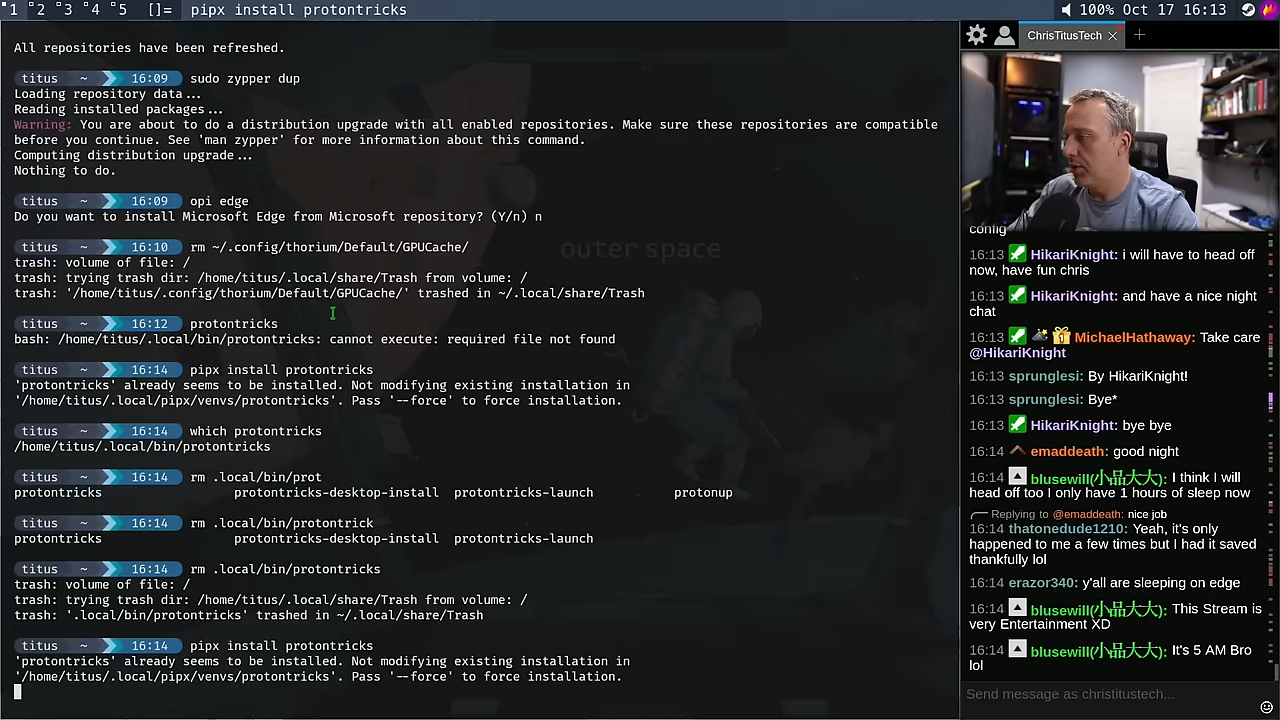 1 2 3 4 5 []= pipx install protontricks 100% Oct 17 16:13
All repositories have been refreshed.
titus ~ 16:09 sudo zypper dup
Loading repository data...
Reading installed packages...
Warning: You are about to do a distribution upgrade with all enabled repositories. Make sure these repositories are compatible
before you continue. See 'man zypper' for more information about this command.
Computing distribution upgrade...
Nothing to do.
titus ~ 16:09 opi edge
Do you want to install Microsoft Edge from Microsoft repository? (Y/n) n
titus ~ 16:10 rm ~/.config/thorium/Default/GPUCache/
trash: volume of file: /
trash: trying trash dir: /home/titus/.local/share/Trash from volume: /
trash: '/home/titus/.config/thorium/Default/GPUCache/' trashed in ~/.local/share/Trash
titus ~ 16:12 protontricks
bash: /home/titus/.local/bin/protontricks: cannot execute: required file not found
titus ~ 16:14 pipx install protontricks
'protontricks' already seems to be installed. Not modifying existing installation in
'/home/titus/.local/pipx/venvs/protontricks'. Pass '--force' to force installation.
titus ~ 16:14 which protontricks
/home/titus/.local/bin/protontricks
titus ~ 16:14 rm .local/bin/prot
protontricks protontricks-desktop-install protontricks-launch protonup
titus ~ 16:14 rm .local/bin/protontrick
protontricks protontricks-desktop-install protontricks-launch
titus ~ 16:14 rm .local/bin/protontricks
trash: volume of file: /
trash: trying trash dir: /home/titus/.local/share/Trash from volume: /
trash: '.local/bin/protontricks' trashed in ~/.local/share/Trash
titus ~ 16:14 pipx install protontricks
'protontricks' already seems to be installed. Not modifying existing installation in
'/home/titus/.local/pipx/venvs/protontricks'. Pass '--force' to force installation.
outer space
ChrisTitusTech
config
16:13 HikariKnight: i will have to head off
now, have fun chris
16:13 HikariKnight: and have a nice night
chat
16:13 MichaelHathaway: Take care
@HikariKnight
16:13 sprunglesi: By HikariKnight!
16:13 sprunglesi: Bye*
16:13 HikariKnight: bye bye
16:14 emaddeath: good night
16:14 blusewill(小品大大): I think I will
head off too I only have 1 hours of sleep now
Replying to @emaddeath: nice job
16:14 thatonedude1210: Yeah, it's only
happened to me a few times but I had it saved
thankfully lol
16:14 erazor340: y'all are sleeping on edge
16:14 blusewill(小品大大): This Stream is
very Entertainment XD
16:14 blusewill(小品大大): It's 5 AM Bro
lol
Send message as christitustech...